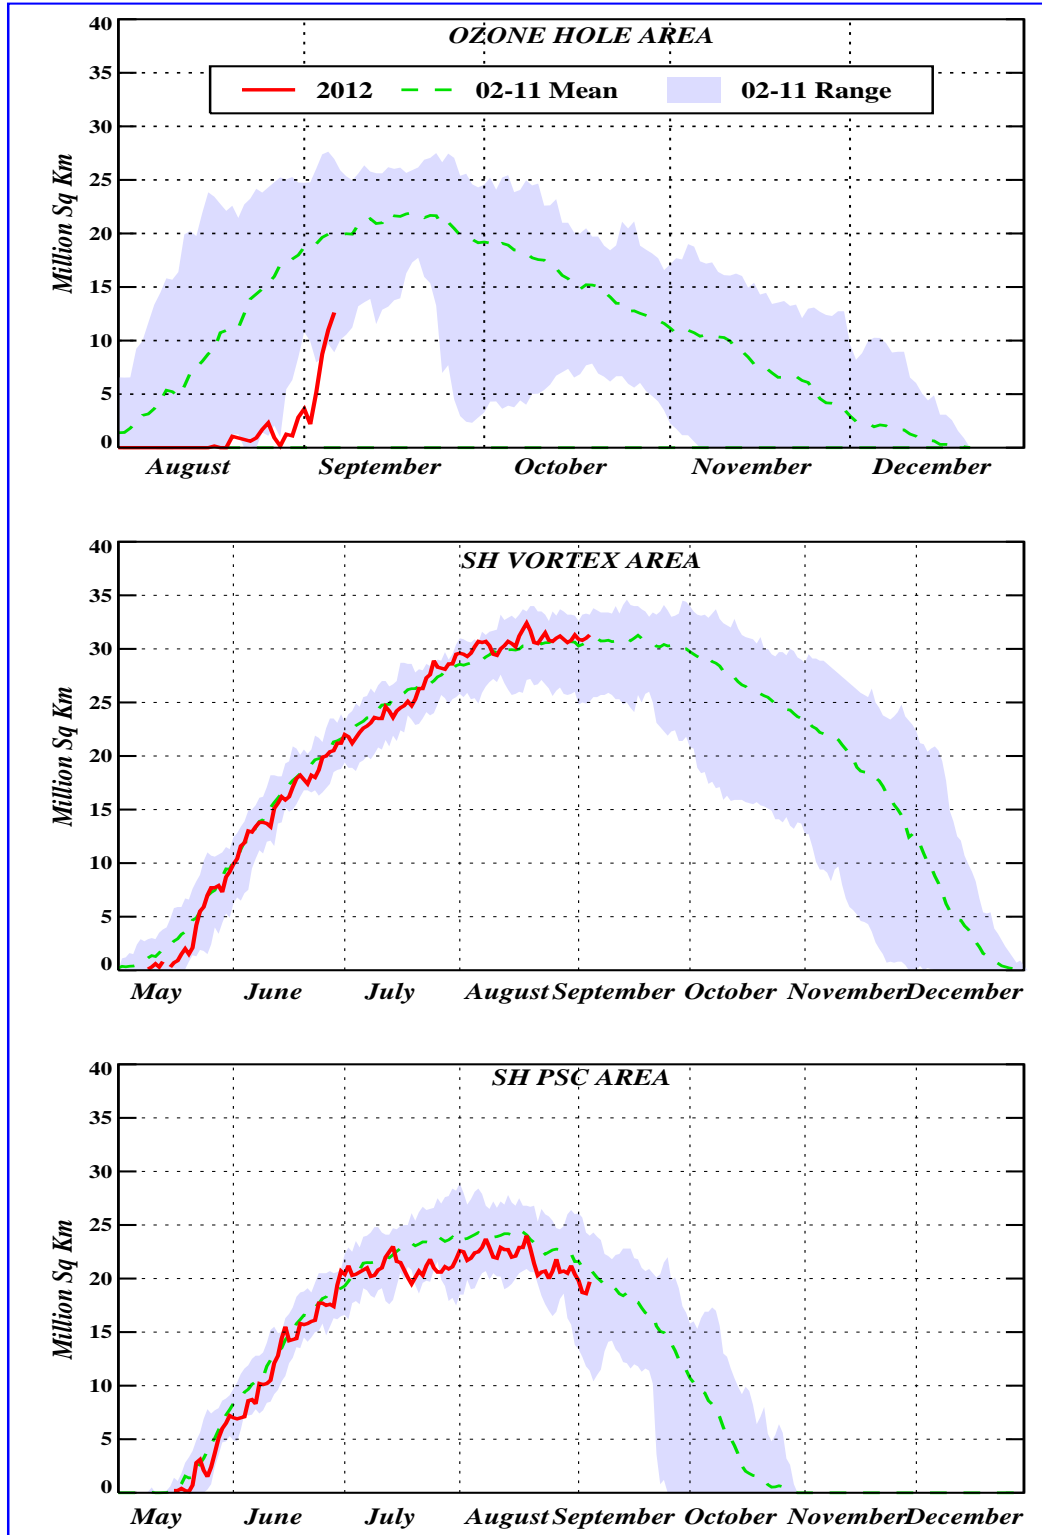 OZONE HOLE AREA
2012 02-11 Mean 02-11 Range
40
35
30
25
20
15
10
5
0
Million Sq Km
August September October November December
SH VORTEX AREA
40
35
30
25
20
15
10
5
0
Million Sq Km
May June July August September October November December
SH PSC AREA
40
35
30
25
20
15
10
5
0
Million Sq Km
May June July August September October November December